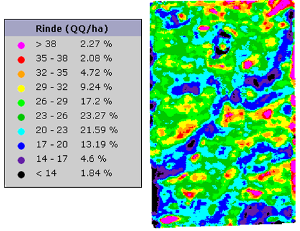 Rinde (QQ/ha)
> 38 2.27 %
35 - 38 2.08 %
32 - 35 4.72 %
29 - 32 9.24 %
26 - 29 17.2 %
23 - 26 23.27 %
20 - 23 21.59 %
17 - 20 13.19 %
14 - 17 4.6 %
< 14 1.84 %